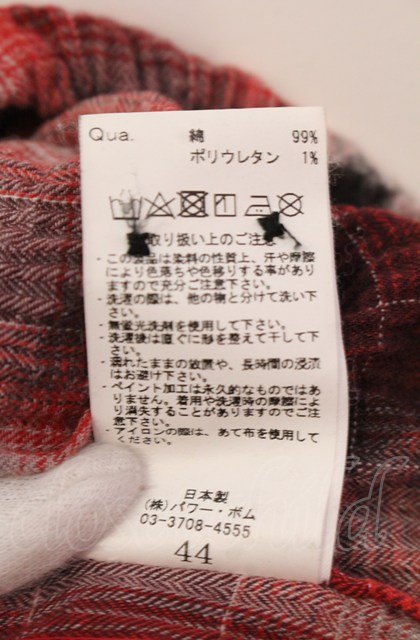 Qua. 綿 99%
ポリウレタン 1%
取り扱い上のご注意
- この製品は染料の性質上、汗や摩擦
により色落ちや色移りする事があり
ますので充分ご注意下さい。
- 洗濯の際は、他の物と分けて洗い下
さい。
- 無蛍光洗剤を使用して下さい。
- 洗濯後は直ぐに形を整えて干して下
さい。
- 濡れたままの放置や、長時間の浸漬
はお避け下さい。
- ペイント加工は永久的なものではあ
りません。着用や洗濯時の摩擦によ
り消失することがありますのでご注
意下さい。
- アイロンの際は、あて布を使用して
ください。
日本製
(株)パワー・ボム
03-3708-4555
44